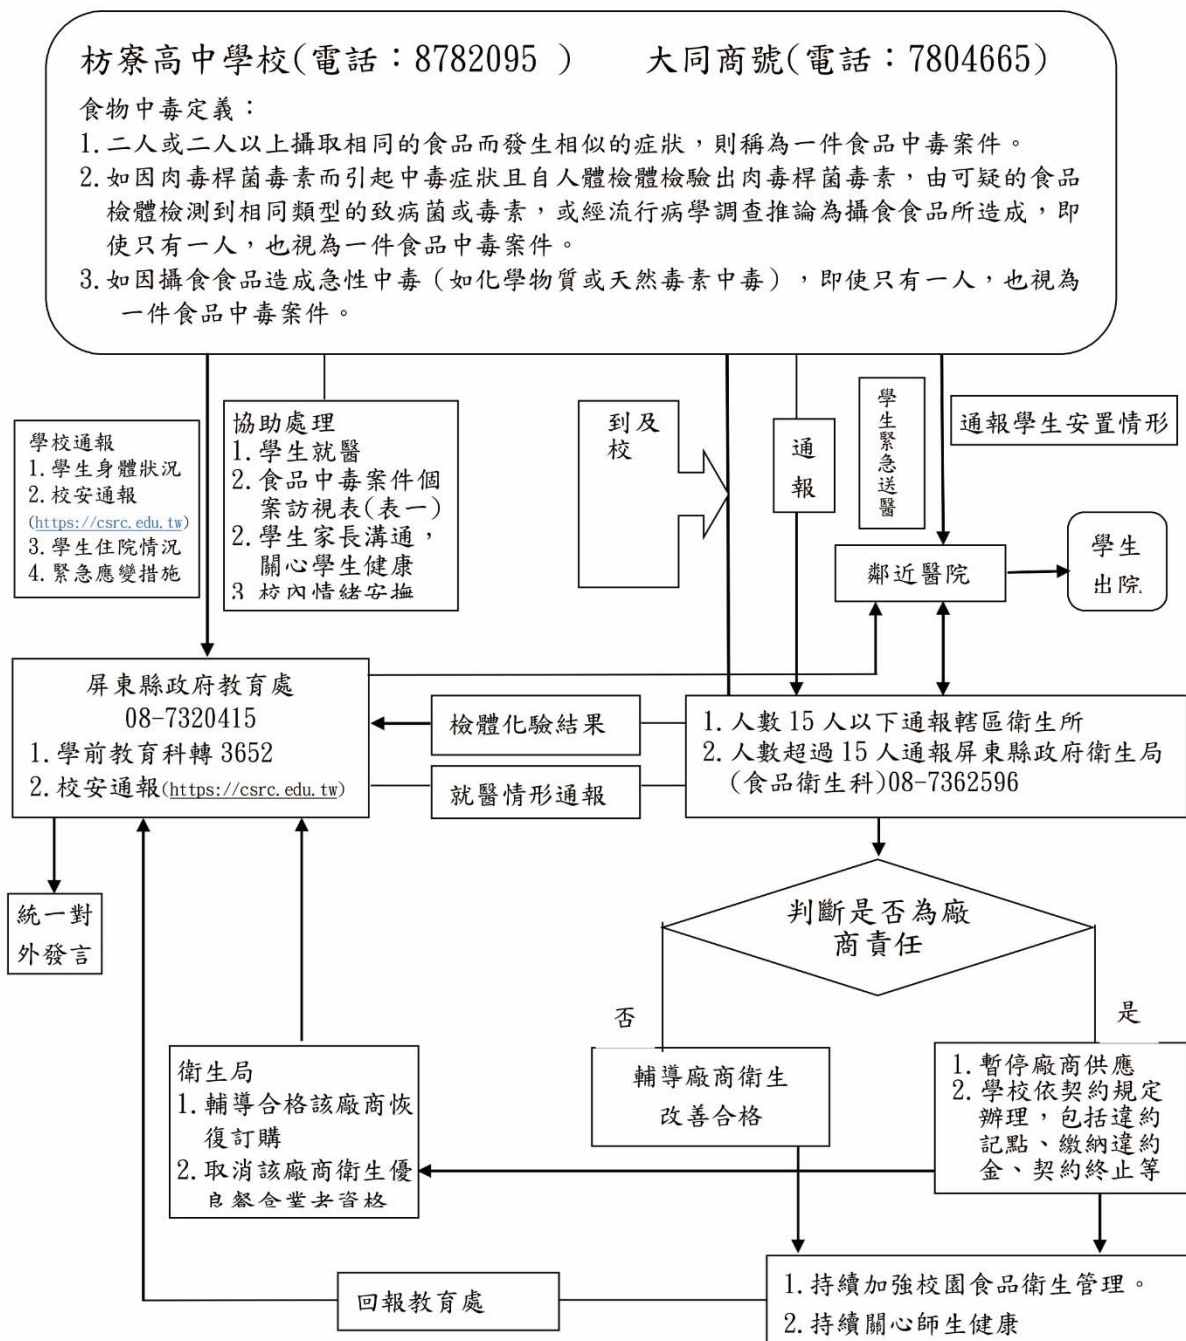 枋寮高中學校(電話：8782095 ) 大同商號(電話：7804665)
食物中毒定義：
1.二人或二人以上攝取相同的食品而發生相似的症狀，則稱為一件食品中毒案件。
2.如因肉毒桿菌毒素而引起中毒症狀且自人體檢體檢驗出肉毒桿菌毒素，由可疑的食品
檢體檢測到相同類型的致病菌或毒素，或經流行病學調查推論為攝食食品所造成，即
使只有一人，也視為一件食品中毒案件。
3.如因攝食食品造成急性中毒（如化學物質或天然毒素中毒），即使只有一人，也視為
一件食品中毒案件。
學校通報
1.學生身體狀況
2.校安通報
(https://csrc.edu.tw)
3.學生住院情況
4.緊急應變措施
協助處理
1.學生就醫
2.食品中毒案件個
案訪視表(表一)
2.學生家長溝通，
關心學生健康
3.校內情緒安撫
到及
校
通報
學生緊急送醫
通報學生安置情形
鄰近醫院
學生
出院
屏東縣政府教育處
08-7320415
1.學前教育科轉 3652
2.校安通報(https://csrc.edu.tw)
檢體化驗結果
就醫情形通報
1.人數 15 人以下通報轄區衛生所
2.人數超過 15 人通報屏東縣政府衛生局
(食品衛生科)08-7362596
統一對
外發言
判斷是否為廠
商責任
否
是
衛生局
1.輔導合格該廠商恢
復訂購
2.取消該廠商衛生優
良餐盒業者資格
輔導廠商衛生
改善合格
1.暫停廠商供應
2.學校依契約規定
辦理，包括違約
記點、繳納違約
金、契約終止等
回報教育處
1.持續加強校園食品衛生管理。
2.持續關心師生健康